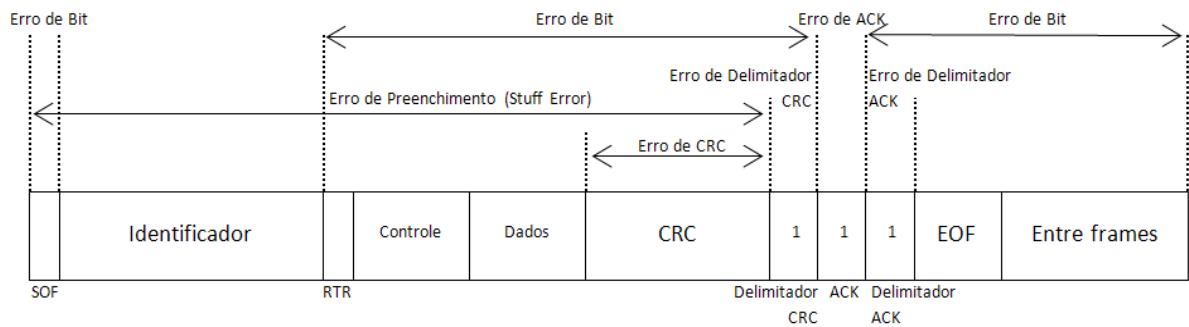 Erro de Bit
Erro de Bit
Erro de ACK
Erro de Bit
Erro de Delimitador
CRC
Erro de Delimitador
ACK
Erro de Preenchimento (Stuff Error)
Erro de CRC
Identificador
Controle
Dados
CRC
1
1
1
EOF
Entre frames
SOF
RTR
Delimitador
CRC
ACK
Delimitador
ACK